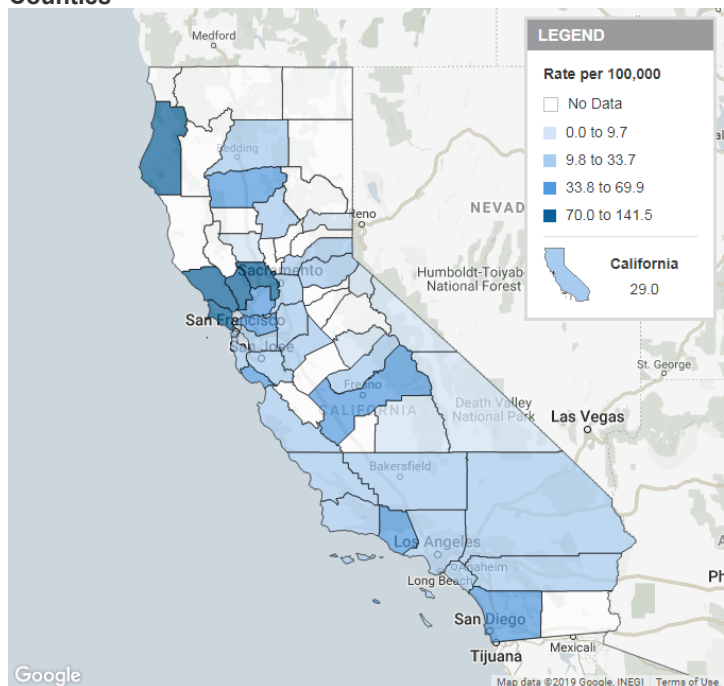 Counties
Medford
LEGEND
Rate per 100,000
No Data
0.0 to 9.7
9.8 to 33.7
33.8 to 69.9
70.0 to 141.5
California
29.0
Redding
Reno
NEVAD
Sacramento
Humboldt-Toiyab
National Forest
San Francisco
San Jose
St. George
Fresno
CALIFORNIA
Death Valley
National Park
Las Vegas
Bakersfield
Los Angeles
Anaheim
Long Beach
Ph
San Diego
Tijuana
Mexicali
Google
Map data ©2019 Google, INEGI
Terms of Use